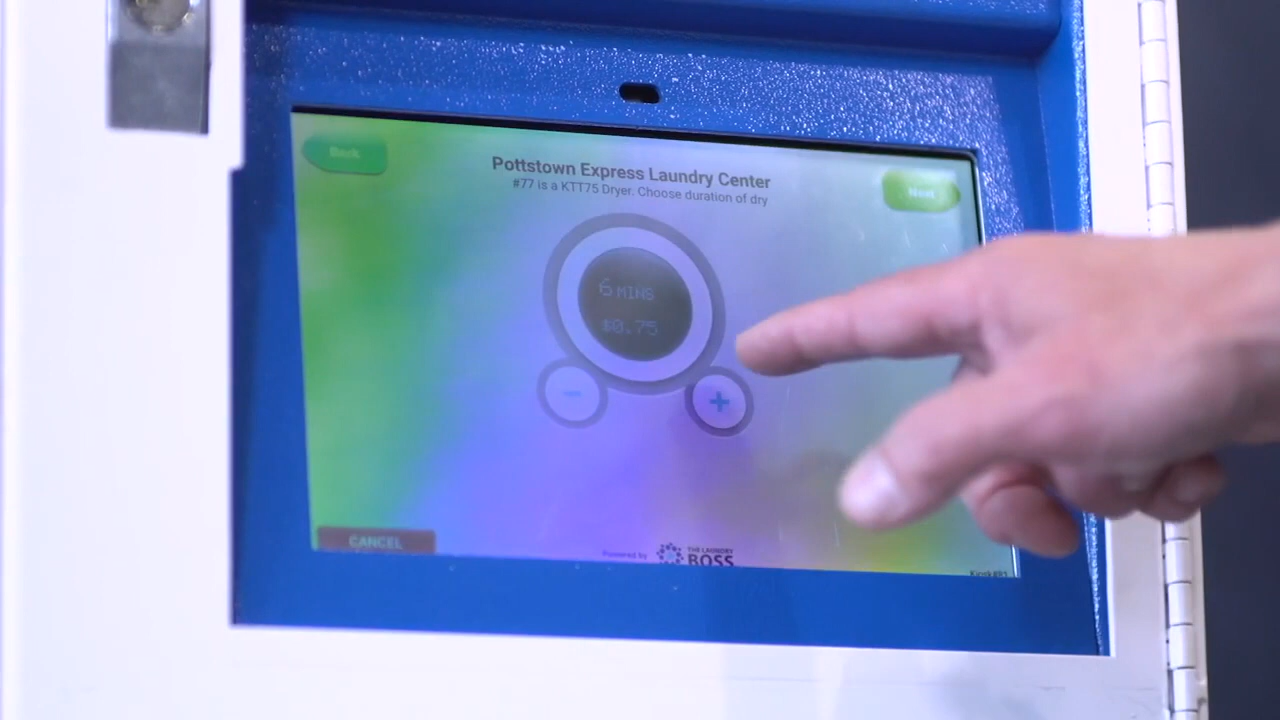 Back
Pottstown Express Laundry Center
Next
#77 is a KTT75 Dryer. Choose duration of dry
6 MINS
$0.75
-
+
CANCEL
Powered by
THE LAUNDRY
BOSS